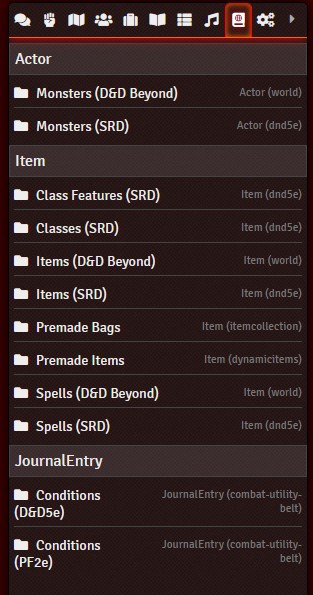 Actor
Monsters (D&D Beyond) Actor (world)
Monsters (SRD) Actor (dnd5e)
Item
Class Features (SRD) Item (dnd5e)
Classes (SRD) Item (dnd5e)
Items (D&D Beyond) Item (world)
Items (SRD) Item (dnd5e)
Premade Bags Item (itemcollection)
Premade Items Item (dynamicitems)
Spells (D&D Beyond) Item (world)
Spells (SRD) Item (dnd5e)
JournalEntry
Conditions JournalEntry (combat-utility-
(D&D5e) belt)
Conditions JournalEntry (combat-utility-
(PF2e) belt)